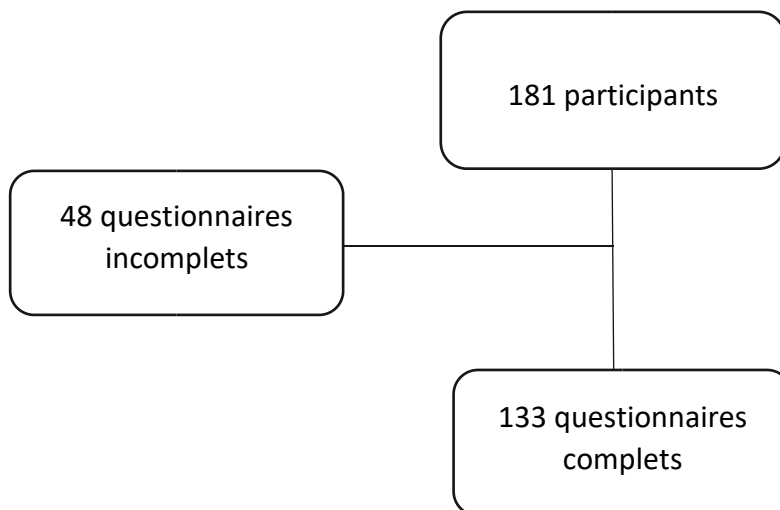 181 participants
48 questionnaires
incomplets
133 questionnaires
complets